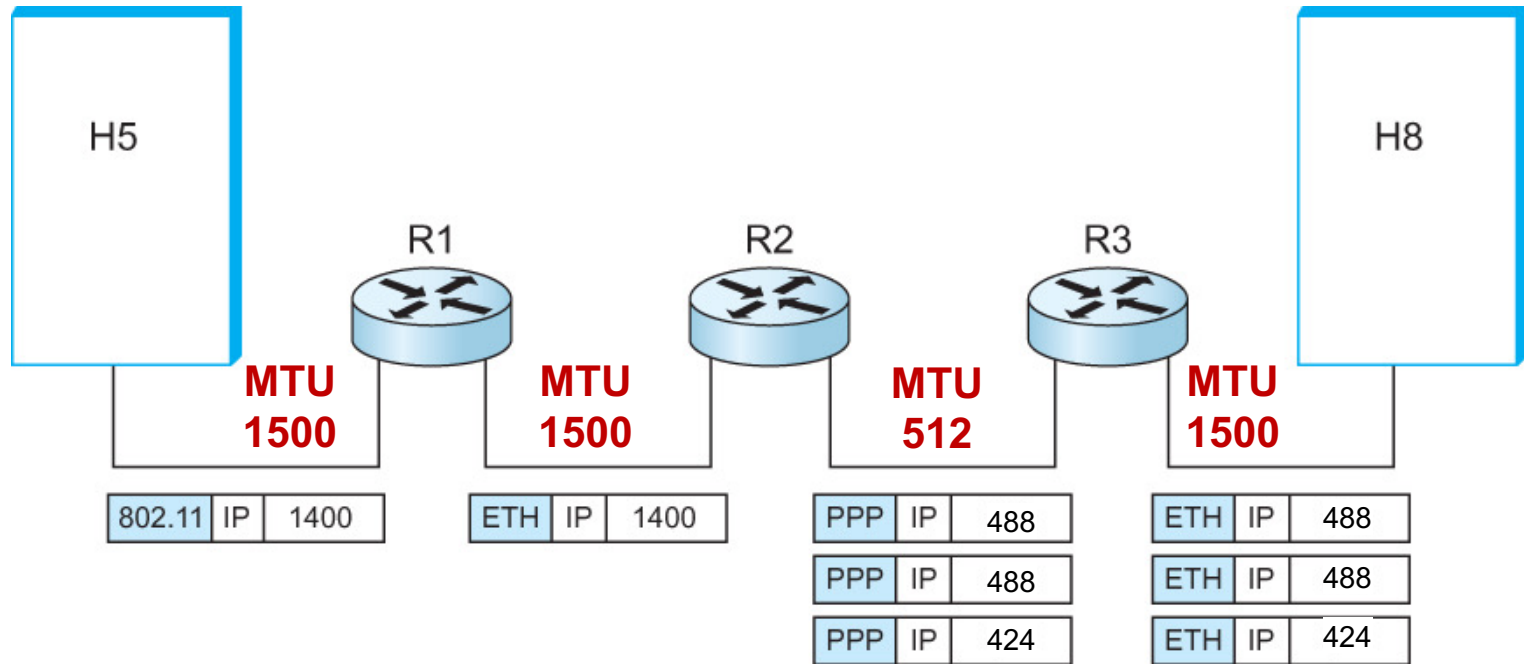 H5
H8
R1
R2
R3
MTU
1500
MTU
1500
MTU
512
MTU
1500
802.11 IP 1400
ETH IP 1400
PPP IP 488
ETH IP 488
PPP IP 488
ETH IP 488
PPP IP 424
ETH IP 424